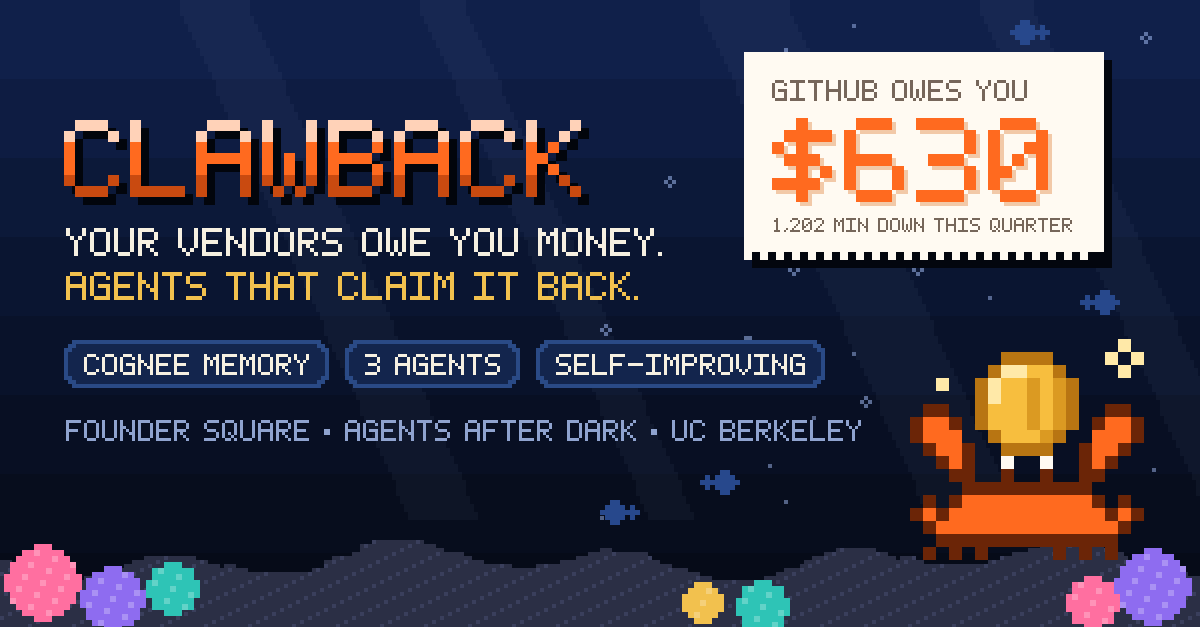 CLAWBACK
YOUR VENDORS OWE YOU MONEY.
AGENTS THAT CLAIM IT BACK.
COGNEE MEMORY
3 AGENTS
SELF-IMPROVING
FOUNDER SQUARE · AGENTS AFTER DARK · UC BERKELEY
GITHUB OWES YOU
$630
1,202 MIN DOWN THIS QUARTER